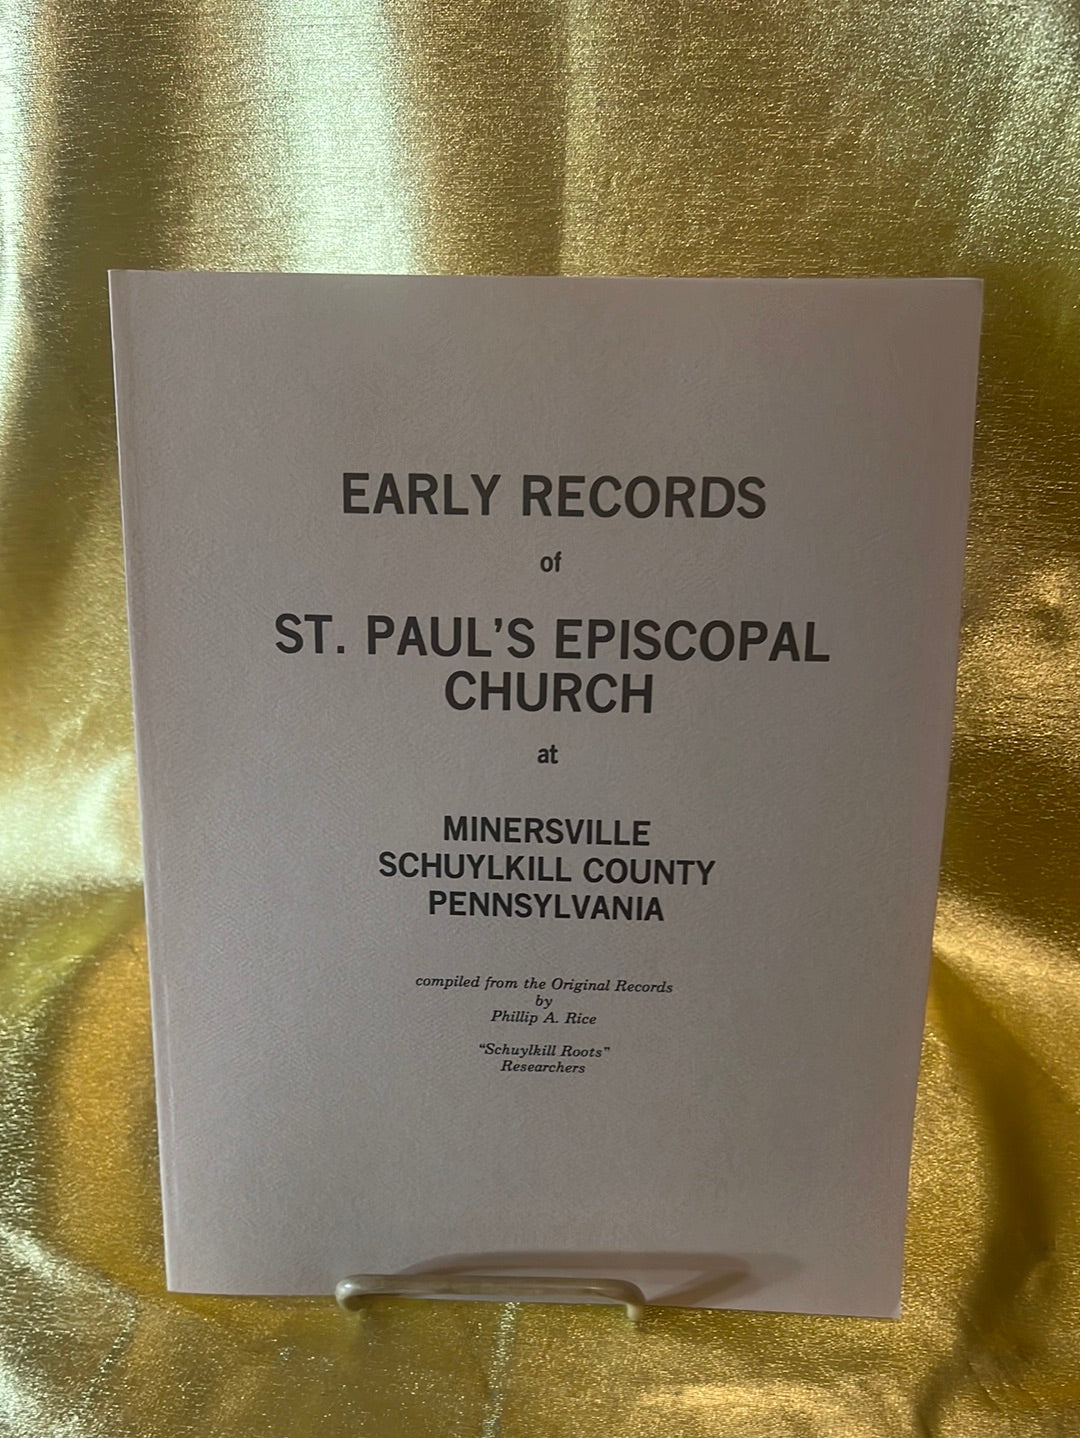 EARLY RECORDS
of
ST. PAUL’S EPISCOPAL
CHURCH
at
MINERSVILLE
SCHUYLKILL COUNTY
PENNSYLVANIA
compiled from the Original Records
by
Phillip A. Rice
“Schuylkill Roots”
Researchers